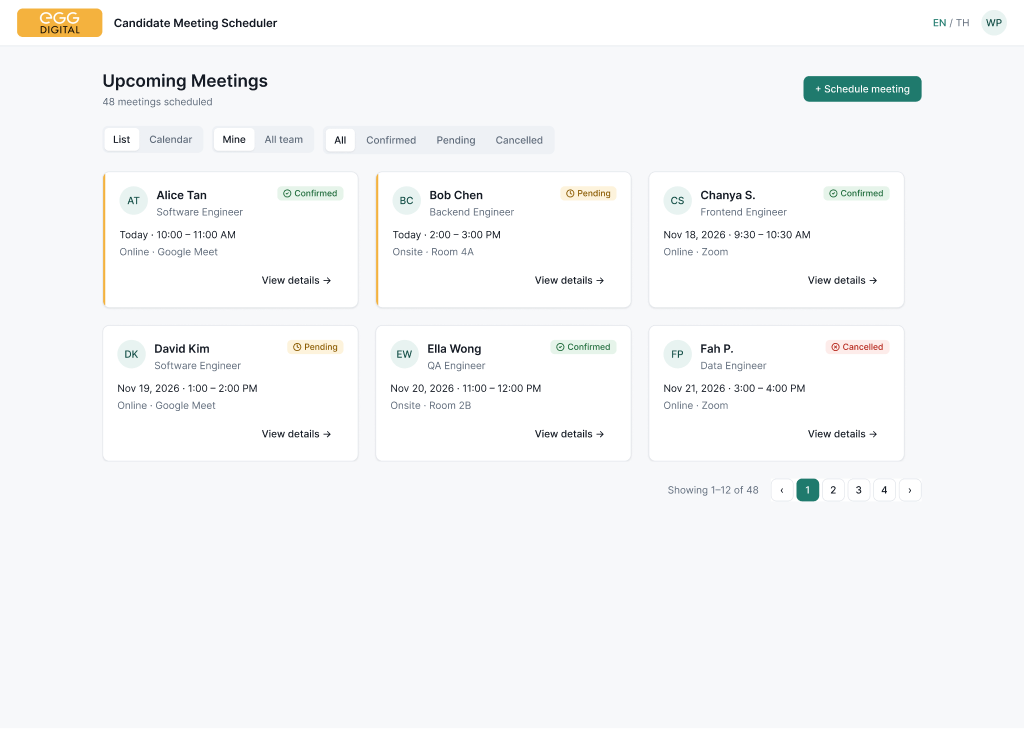 egg
DIGITAL
Candidate Meeting Scheduler
EN / TH
WP
Upcoming Meetings
48 meetings scheduled
+ Schedule meeting
List
Calendar
Mine
All team
All
Confirmed
Pending
Cancelled
AT
Alice Tan
Confirmed
Software Engineer
Today · 10:00 – 11:00 AM
Online · Google Meet
View details →
BC
Bob Chen
Pending
Backend Engineer
Today · 2:00 – 3:00 PM
Onsite · Room 4A
View details →
CS
Chanya S.
Confirmed
Frontend Engineer
Nov 18, 2026 · 9:30 – 10:30 AM
Online · Zoom
View details →
DK
David Kim
Pending
Software Engineer
Nov 19, 2026 · 1:00 – 2:00 PM
Online · Google Meet
View details →
EW
Ella Wong
Confirmed
QA Engineer
Nov 20, 2026 · 11:00 – 12:00 PM
Onsite · Room 2B
View details →
FP
Fah P.
Cancelled
Data Engineer
Nov 21, 2026 · 3:00 – 4:00 PM
Online · Zoom
View details →
Showing 1–12 of 48
‹ 1 2 3 4 ›